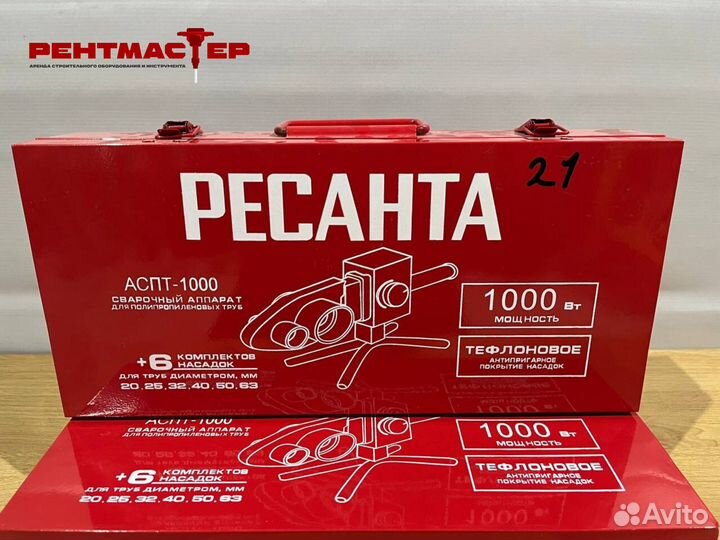 РЕНТМАСТЕР
АРЕНДА СТРОИТЕЛЬНОГО ОБОРУДОВАНИЯ И ИНСТРУМЕНТА
РЕСАНТА
21
АСПТ-1000
СВАРОЧНЫЙ АППАРАТ
ДЛЯ ПОЛИПРОПИЛЕНОВЫХ ТРУБ
1000 Вт
МОЩНОСТЬ
+6 КОМПЛЕКТОВ
НАСАДОК
ДЛЯ ТРУБ ДИАМЕТРОМ, ММ
20, 25, 32, 40, 50, 63
ТЕФЛОНОВОЕ
АНТИПРИГАРНОЕ
ПОКРЫТИЕ НАСАДОК
АСПТ-1000
ДЛЯ ПОЛИПРОПИЛЕНОВЫХ ТРУБ
1000 Вт
МОЩНОСТЬ
+6 КОМПЛЕКТОВ
НАСАДОК
ДЛЯ ТРУБ ДИАМЕТРОМ, ММ
20, 25, 32, 40, 50, 63
ТЕФЛОНОВОЕ
АНТИПРИГАРНОЕ
ПОКРЫТИЕ НАСАДОК
Avito